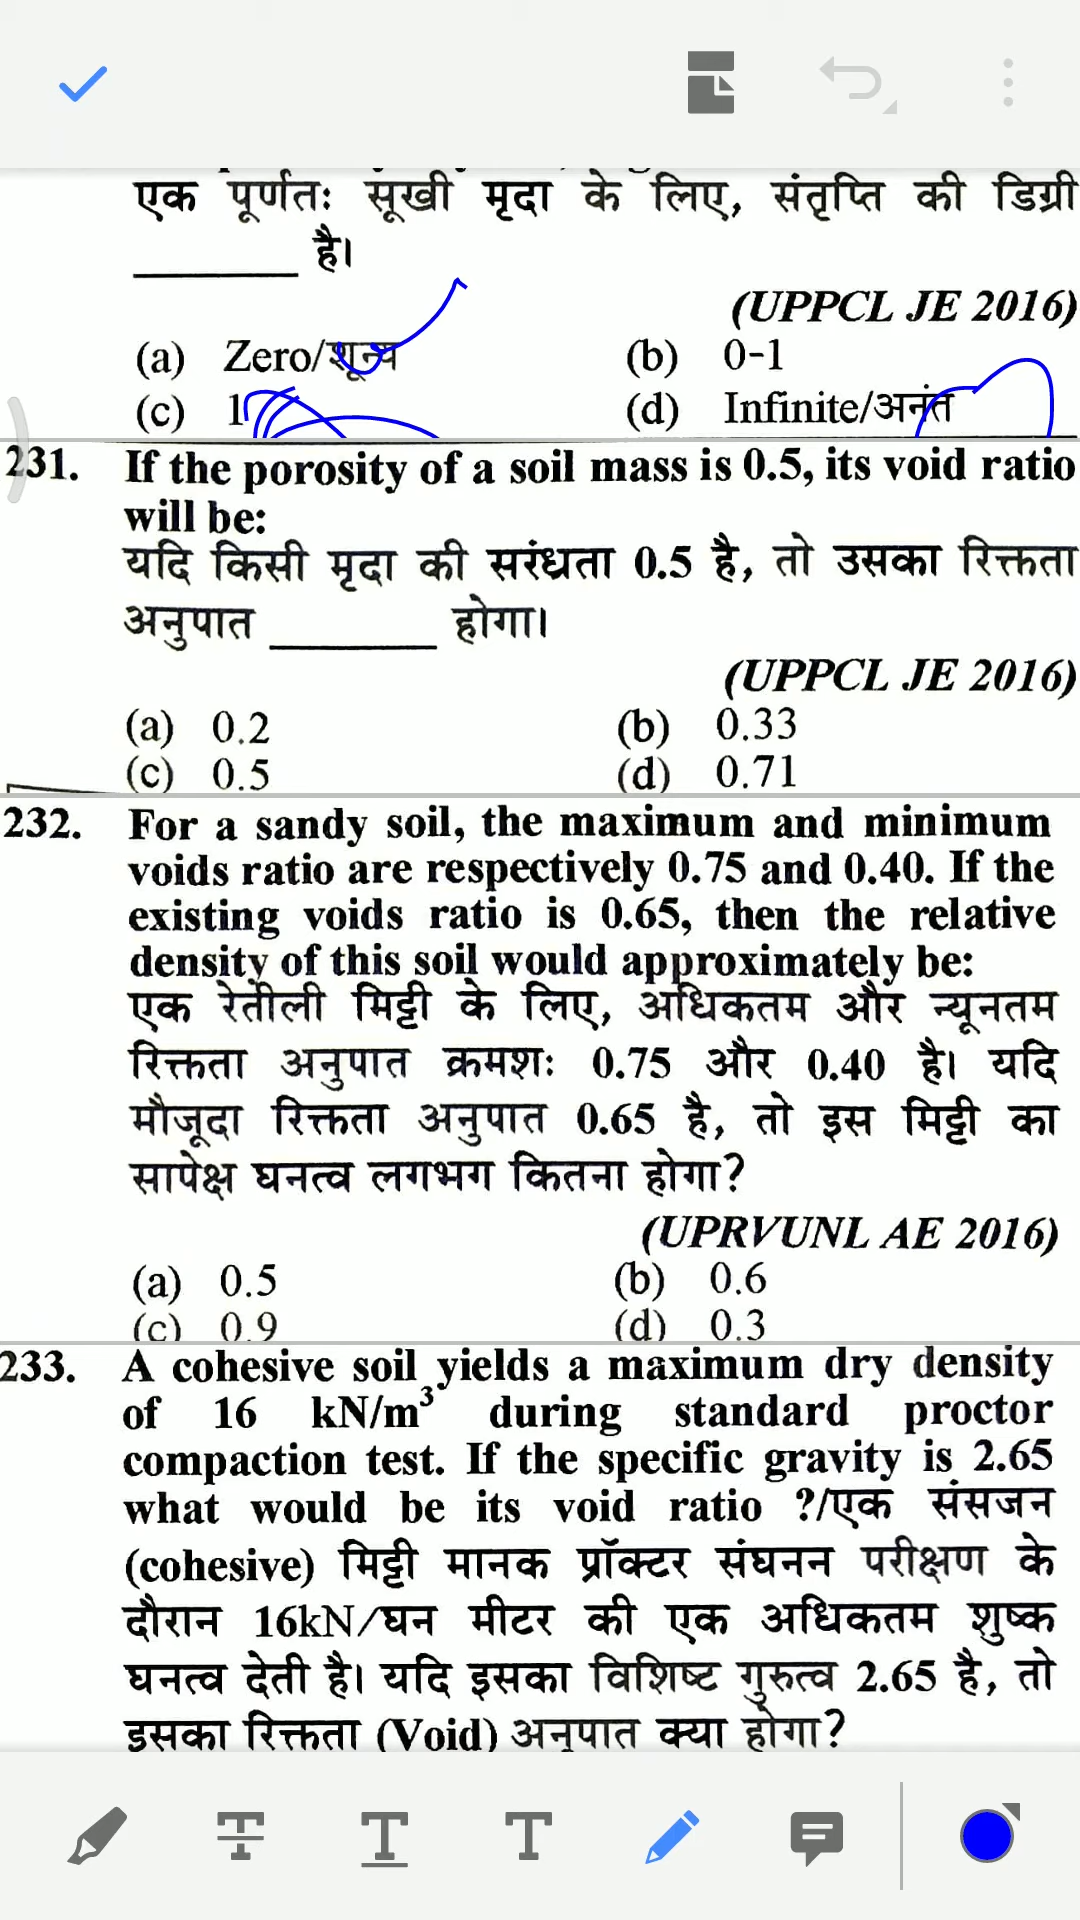 एक पूर्णतः सूखी मृदा के लिए, संतृप्ति की डिग्री
________ है।
(UPPCL JE 2016)
(a) Zero/शून्य (b) 0-1
(c) 1 (d) Infinite/अनंत
231. If the porosity of a soil mass is 0.5, its void ratio
will be:
यदि किसी मृदा की सरंध्रता 0.5 है, तो उसका रिक्तता
अनुपात ________ होगा।
(UPPCL JE 2016)
(a) 0.2 (b) 0.33
(c) 0.5 (d) 0.71
232. For a sandy soil, the maximum and minimum
voids ratio are respectively 0.75 and 0.40. If the
existing voids ratio is 0.65, then the relative
density of this soil would approximately be:
एक रेतीली मिट्टी के लिए, अधिकतम और न्यूनतम
रिक्तता अनुपात क्रमशः 0.75 और 0.40 है। यदि
मौजूदा रिक्तता अनुपात 0.65 है, तो इस मिट्टी का
सापेक्ष घनत्व लगभग कितना होगा?
(UPRVUNL AE 2016)
(a) 0.5 (b) 0.6
(c) 0.9 (d) 0.3
233. A cohesive soil yields a maximum dry density
of 16 kN/m³ during standard proctor
compaction test. If the specific gravity is 2.65
what would be its void ratio ?/एक संसजन
(cohesive) मिट्टी मानक प्रॉक्टर संघनन परीक्षण के
दौरान 16kN/घन मीटर की एक अधिकतम शुष्क
घनत्व देती है। यदि इसका विशिष्ट गुरुत्व 2.65 है, तो
इसका रिक्तता (Void) अनुपात क्या होगा?